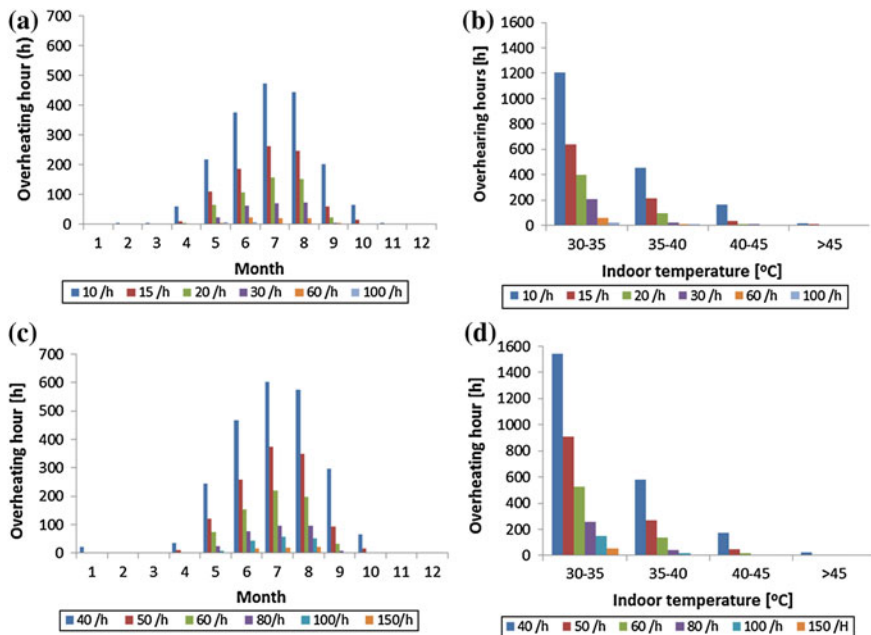 (a)
Overheating hour (h)
700
600
500
400
300
200
100
0
1 2 3 4 5 6 7 8 9 10 11 12
Month
10 /h 15 /h 20 /h 30 /h 60 /h 100 /h
(b)
Overhearing hours [h]
1600
1400
1200
1000
800
600
400
200
0
30-35 35-40 40-45 >45
Indoor temperature [ºC]
10 /h 15 /h 20 /h 30 /h 60 /h 100 /h
(c)
Overheating hour [h]
700
600
500
400
300
200
100
0
1 2 3 4 5 6 7 8 9 10 11 12
Month
40 /h 50 /h 60 /h 80 /h 100/h 150/h
(d)
Overheating hour [h]
1600
1400
1200
1000
800
600
400
200
0
30-35 35-40 40-45 >45
Indoor temperature [ºC]
40 /h 50 /h 60 /h 80 /h 100 /h 150 /H